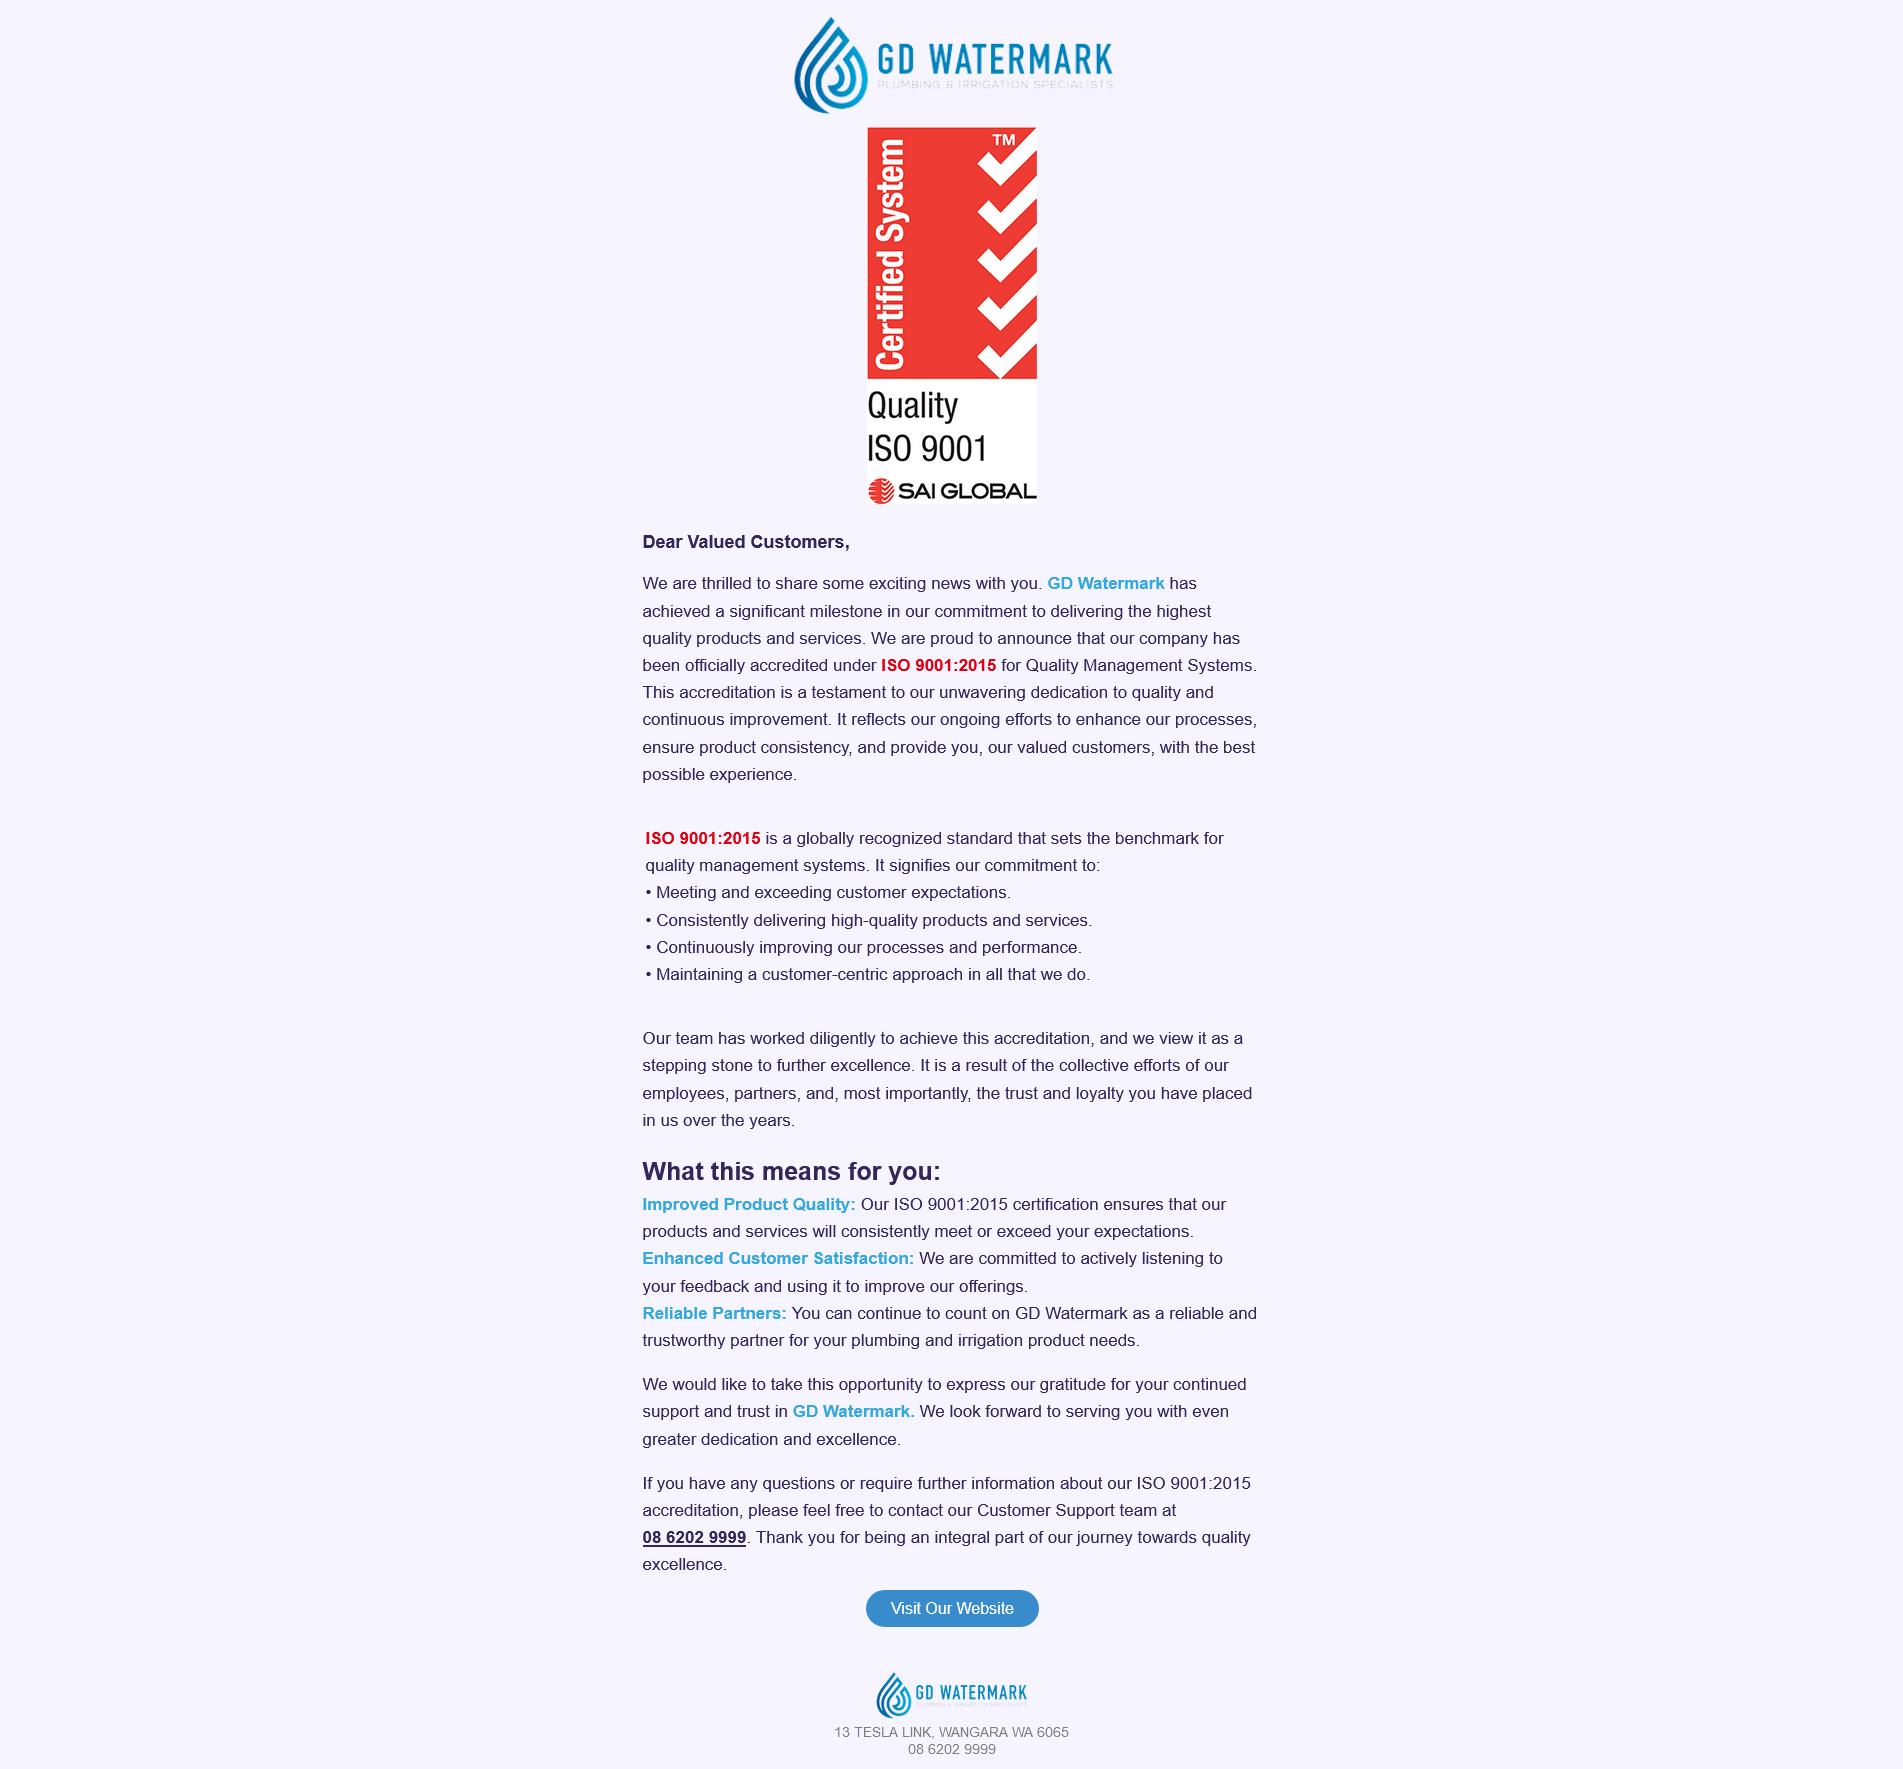 GD WATERMARK
PLUMBING & IRRIGATION SPECIALISTS
TM
Certified System
Quality
ISO 9001
SAI GLOBAL
Dear Valued Customers,
We are thrilled to share some exciting news with you. GD Watermark has
achieved a significant milestone in our commitment to delivering the highest
quality products and services. We are proud to announce that our company has
been officially accredited under ISO 9001:2015 for Quality Management Systems.
This accreditation is a testament to our unwavering dedication to quality and
continuous improvement. It reflects our ongoing efforts to enhance our processes,
ensure product consistency, and provide you, our valued customers, with the best
possible experience.
ISO 9001:2015 is a globally recognized standard that sets the benchmark for
quality management systems. It signifies our commitment to:
• Meeting and exceeding customer expectations.
• Consistently delivering high-quality products and services.
• Continuously improving our processes and performance.
• Maintaining a customer-centric approach in all that we do.
Our team has worked diligently to achieve this accreditation, and we view it as a
stepping stone to further excellence. It is a result of the collective efforts of our
employees, partners, and, most importantly, the trust and loyalty you have placed
in us over the years.
What this means for you:
Improved Product Quality: Our ISO 9001:2015 certification ensures that our
products and services will consistently meet or exceed your expectations.
Enhanced Customer Satisfaction: We are committed to actively listening to
your feedback and using it to improve our offerings.
Reliable Partners: You can continue to count on GD Watermark as a reliable and
trustworthy partner for your plumbing and irrigation product needs.
We would like to take this opportunity to express our gratitude for your continued
support and trust in GD Watermark. We look forward to serving you with even
greater dedication and excellence.
If you have any questions or require further information about our ISO 9001:2015
accreditation, please feel free to contact our Customer Support team at
08 6202 9999. Thank you for being an integral part of our journey towards quality
excellence.
Visit Our Website
GD WATERMARK
PLUMBING & IRRIGATION SPECIALISTS
13 TESLA LINK, WANGARA WA 6065
08 6202 9999